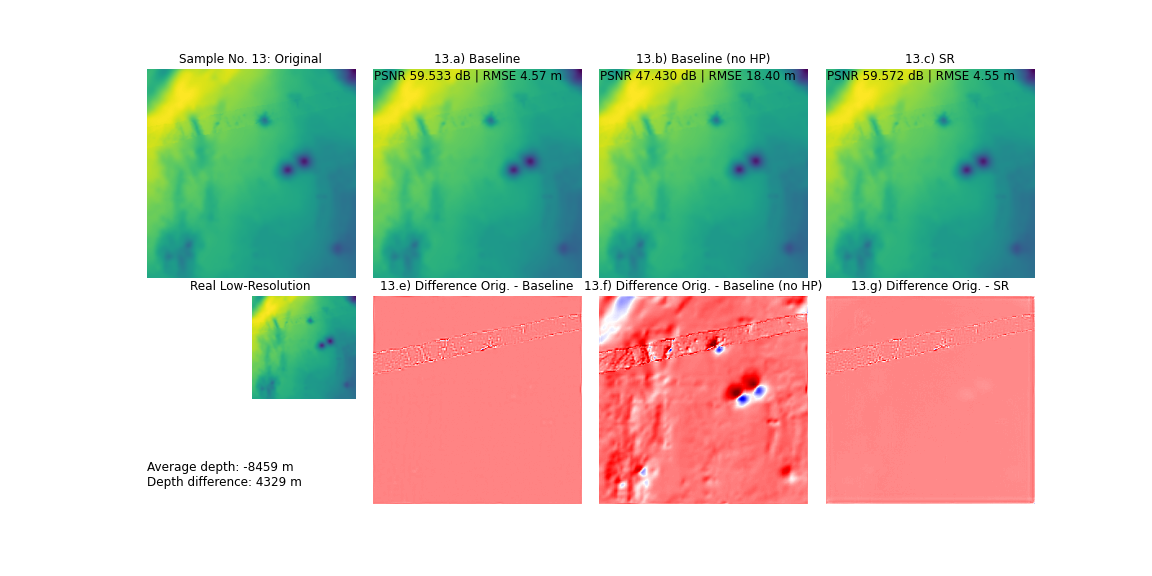 Sample No. 13: Original
13.a) Baseline
13.b) Baseline (no HP)
13.c) SR
PSNR 59.533 dB | RMSE 4.57 m
PSNR 47.430 dB | RMSE 18.40 m
PSNR 59.572 dB | RMSE 4.55 m
Real Low-Resolution
13.e) Difference Orig. - Baseline
13.f) Difference Orig. - Baseline (no HP)
13.g) Difference Orig. - SR
Average depth: -8459 m
Depth difference: 4329 m